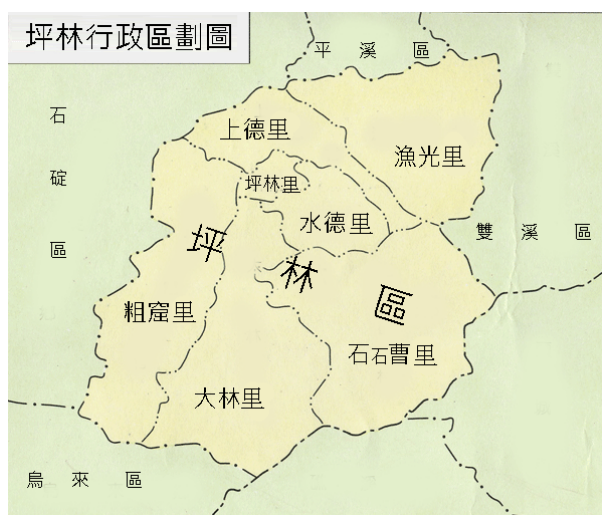 坪林行政區劃圖
平溪區
石碇區
上德里
漁光里
坪林里
水德里
雙溪區
坪林區
粗窟里
石石曹里
大林里
烏來區